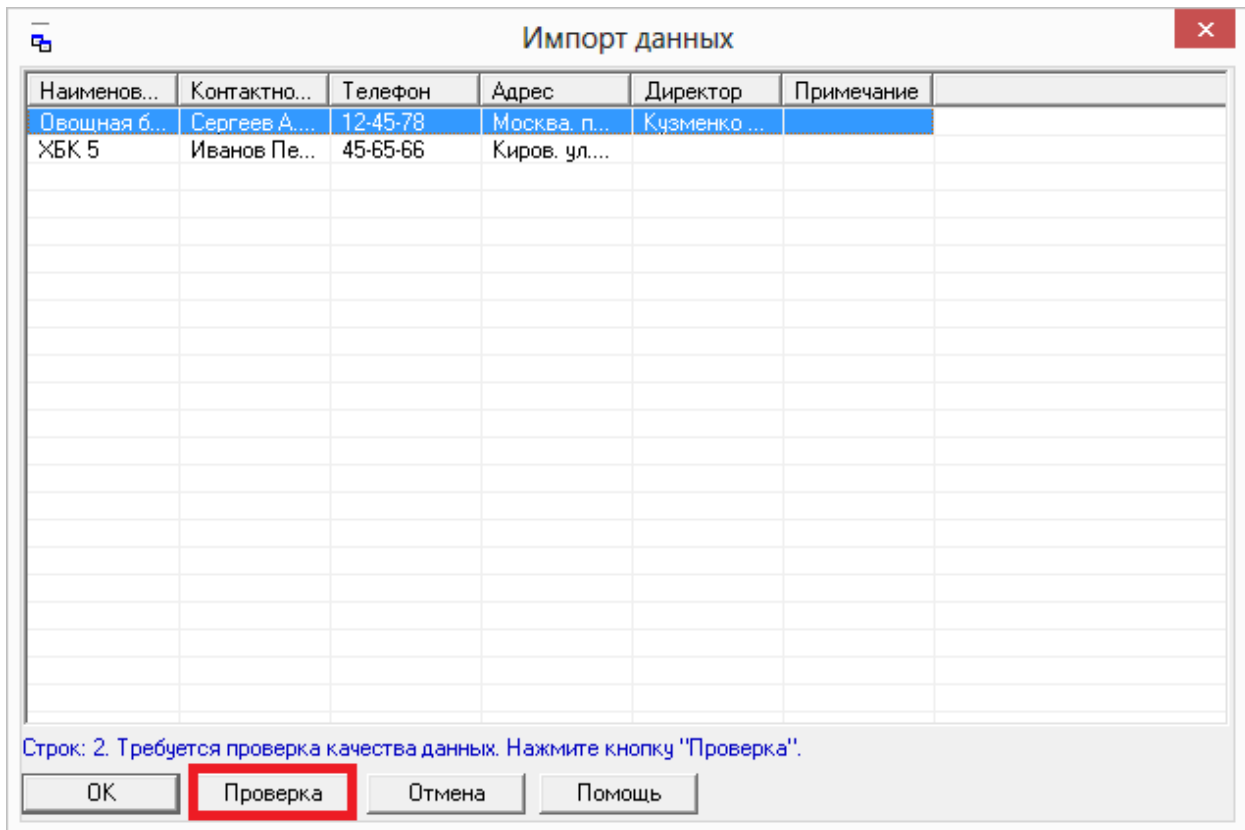 Импорт данных
Наименов... Контактно... Телефон Адрес Директор Примечание
Овощная б... Сергеев А.... 12-45-78 Москва. п... Кузменко ...
ХБК 5 Иванов Пе... 45-65-66 Киров. ул....
Строк: 2. Требуется проверка качества данных. Нажмите кнопку "Проверка".
OK Проверка Отмена Помощь